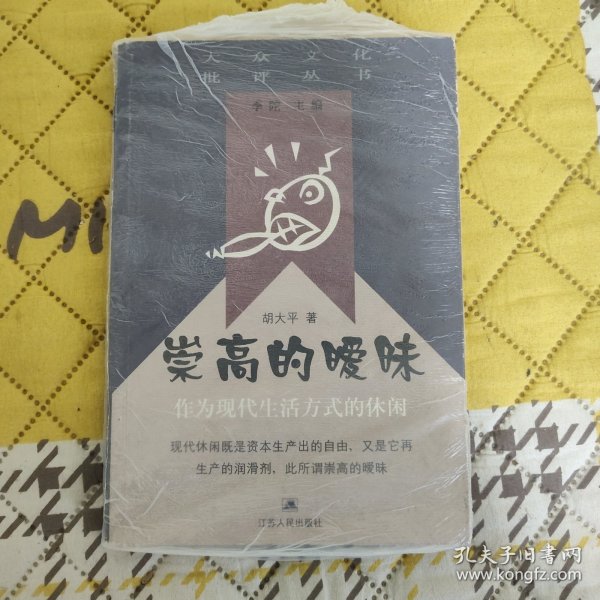 大众文化
批评丛书
李陀 主编
胡大平 著
崇高的暧昧
作为现代生活方式的休闲
现代休闲既是资本生产出的自由、又是它再
生产的润滑剂，此所谓崇高的暧昧
江苏人民出版社
孔夫子旧书网
www.kongfz.com